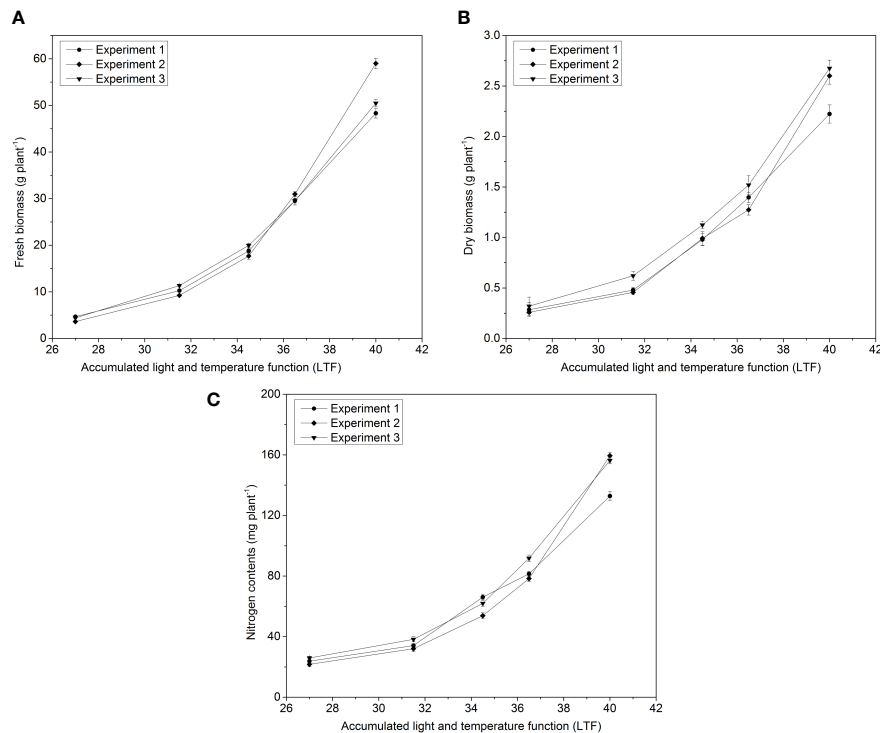 A
Experiment 1
Experiment 2
Experiment 3
60
50
40
30
20
10
0
Fresh biomass (g plant⁻¹)
26 28 30 32 34 36 38 40 42
Accumulated light and temperature function (LTF)
B
Experiment 1
Experiment 2
Experiment 3
3.0
2.5
2.0
1.5
1.0
0.5
0.0
Dry biomass (g plant⁻¹)
26 28 30 32 34 36 38 40 42
Accumulated light and temperature function (LTF)
C
Experiment 1
Experiment 2
Experiment 3
200
160
120
80
40
0
Nitrogen contents (mg plant⁻¹)
26 28 30 32 34 36 38 40 42
Accumulated light and temperature function (LTF)